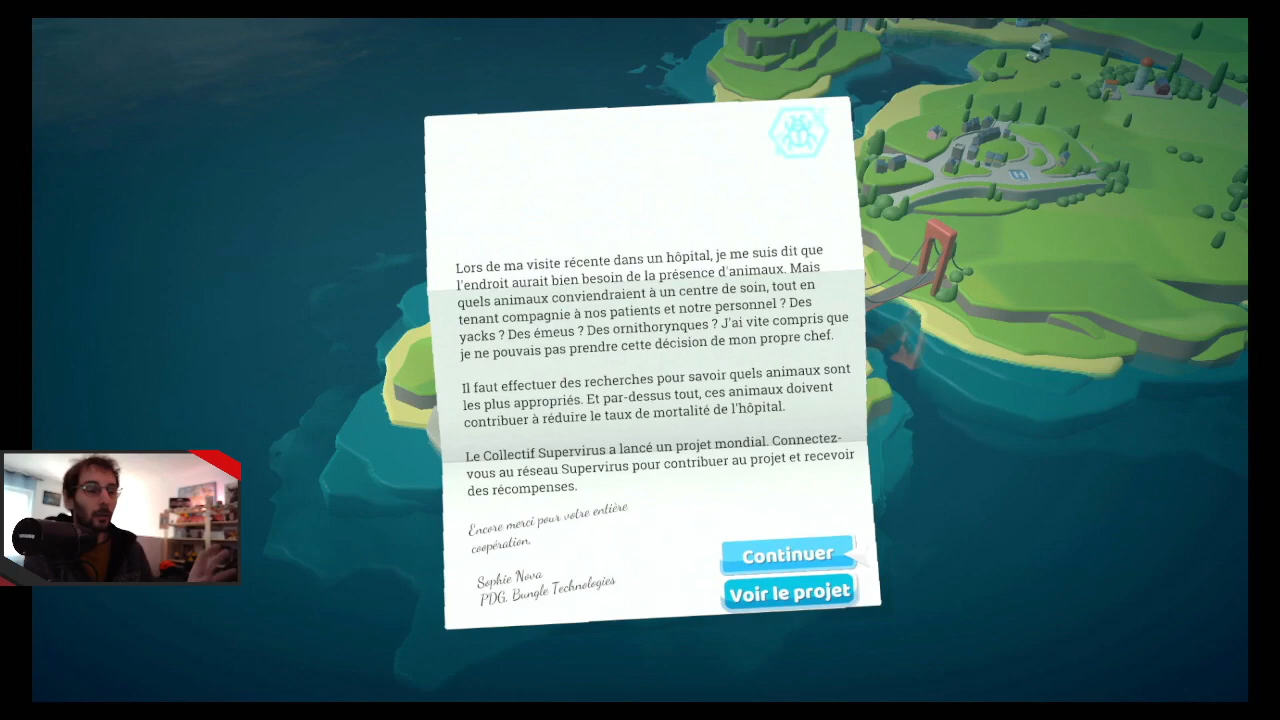 Lors de ma visite récente dans un hôpital, je me suis dit que
l'endroit aurait bien besoin de la présence d'animaux. Mais
quels animaux conviendraient à un centre de soin, tout en
tenant compagnie à nos patients et notre personnel ? Des
yacks ? Des émeus ? Des ornithorynques ? J'ai vite compris que
je ne pouvais pas prendre cette décision de mon propre chef.
Il faut effectuer des recherches pour savoir quels animaux sont
les plus appropriés. Et par-dessus tout, ces animaux doivent
contribuer à réduire le taux de mortalité de l'hôpital.
Le Collectif Supervirus a lancé un projet mondial. Connectez-
vous au réseau Supervirus pour contribuer au projet et recevoir
des récompenses.
Encore merci pour votre entière
coopération,
Sophie Nova
PDG, Bungle Technologies
Continuer
Voir le projet